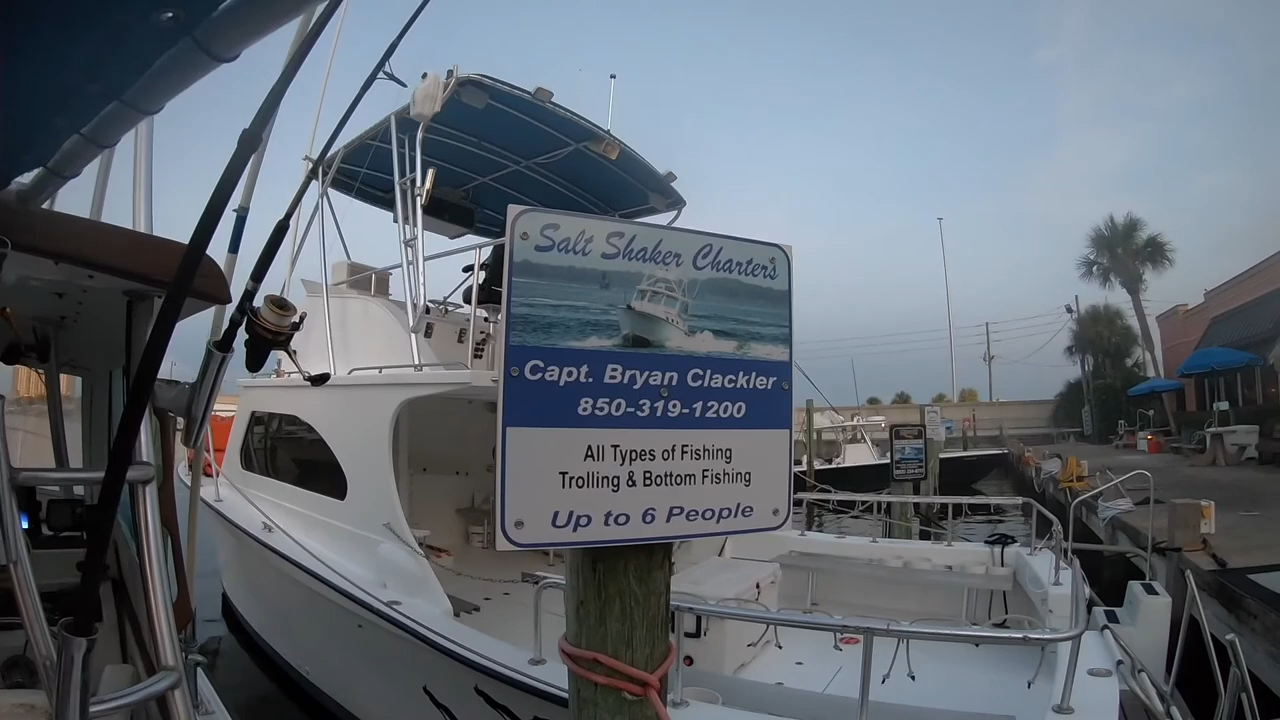 Salt Shaker Charters
Capt. Bryan Clackler
850-319-1200
All Types of Fishing
Trolling & Bottom Fishing
Up to 6 People